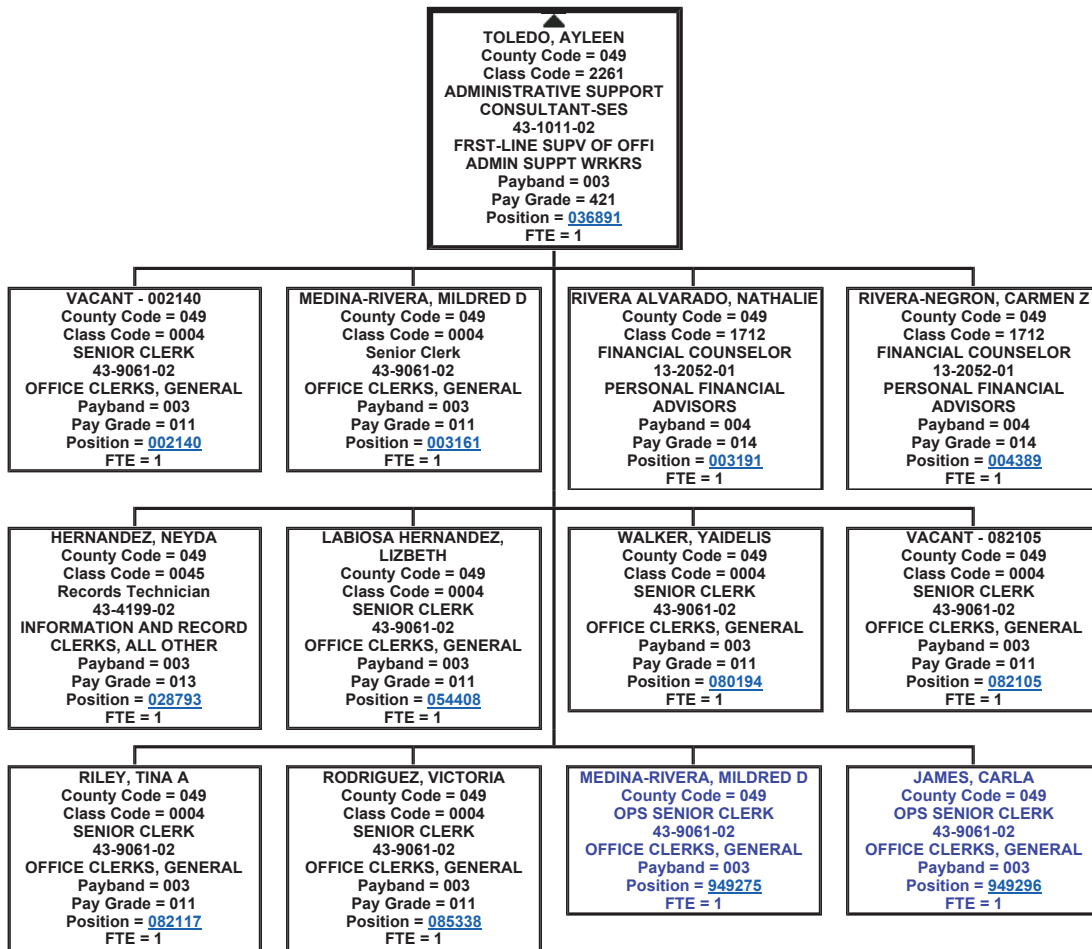 TOLEDO, AYLEEN
County Code = 049
Class Code = 2261
ADMINISTRATIVE SUPPORT
CONSULTANT-SES
43-1011-02
FRST-LINE SUPV OF OFFI
ADMIN SUPPT WRKRS
Payband = 003
Pay Grade = 421
Position = 036891
FTE = 1
VACANT - 002140
County Code = 049
Class Code = 0004
SENIOR CLERK
43-9061-02
OFFICE CLERKS, GENERAL
Payband = 003
Pay Grade = 011
Position = 002140
FTE = 1
MEDINA-RIVERA, MILDRED D
County Code = 049
Class Code = 0004
Senior Clerk
43-9061-02
OFFICE CLERKS, GENERAL
Payband = 003
Pay Grade = 011
Position = 003161
FTE = 1
RIVERA ALVARADO, NATHALIE
County Code = 049
Class Code = 1712
FINANCIAL COUNSELOR
13-2052-01
PERSONAL FINANCIAL
ADVISORS
Payband = 004
Pay Grade = 014
Position = 003191
FTE = 1
RIVERA-NEGRON, CARMEN Z
County Code = 049
Class Code = 1712
FINANCIAL COUNSELOR
13-2052-01
PERSONAL FINANCIAL
ADVISORS
Payband = 004
Pay Grade = 014
Position = 004389
FTE = 1
HERNANDEZ, NEYDA
County Code = 049
Class Code = 0045
Records Technician
43-4199-02
INFORMATION AND RECORD
CLERKS, ALL OTHER
Payband = 003
Pay Grade = 013
Position = 028793
FTE = 1
LABIOSA HERNANDEZ,
LIZBETH
County Code = 049
Class Code = 0004
SENIOR CLERK
43-9061-02
OFFICE CLERKS, GENERAL
Payband = 003
Pay Grade = 011
Position = 054408
FTE = 1
WALKER, YAIDELIS
County Code = 049
Class Code = 0004
SENIOR CLERK
43-9061-02
OFFICE CLERKS, GENERAL
Payband = 003
Pay Grade = 011
Position = 080194
FTE = 1
VACANT - 082105
County Code = 049
Class Code = 0004
SENIOR CLERK
43-9061-02
OFFICE CLERKS, GENERAL
Payband = 003
Pay Grade = 011
Position = 082105
FTE = 1
RILEY, TINA A
County Code = 049
Class Code = 0004
SENIOR CLERK
43-9061-02
OFFICE CLERKS, GENERAL
Payband = 003
Pay Grade = 011
Position = 082117
FTE = 1
RODRIGUEZ, VICTORIA
County Code = 049
Class Code = 0004
SENIOR CLERK
43-9061-02
OFFICE CLERKS, GENERAL
Payband = 003
Pay Grade = 011
Position = 085338
FTE = 1
MEDINA-RIVERA, MILDRED D
County Code = 049
OPS SENIOR CLERK
43-9061-02
OFFICE CLERKS, GENERAL
Payband = 003
Position = 949275
FTE = 1
JAMES, CARLA
County Code = 049
OPS SENIOR CLERK
43-9061-02
OFFICE CLERKS, GENERAL
Payband = 003
Position = 949296
FTE = 1